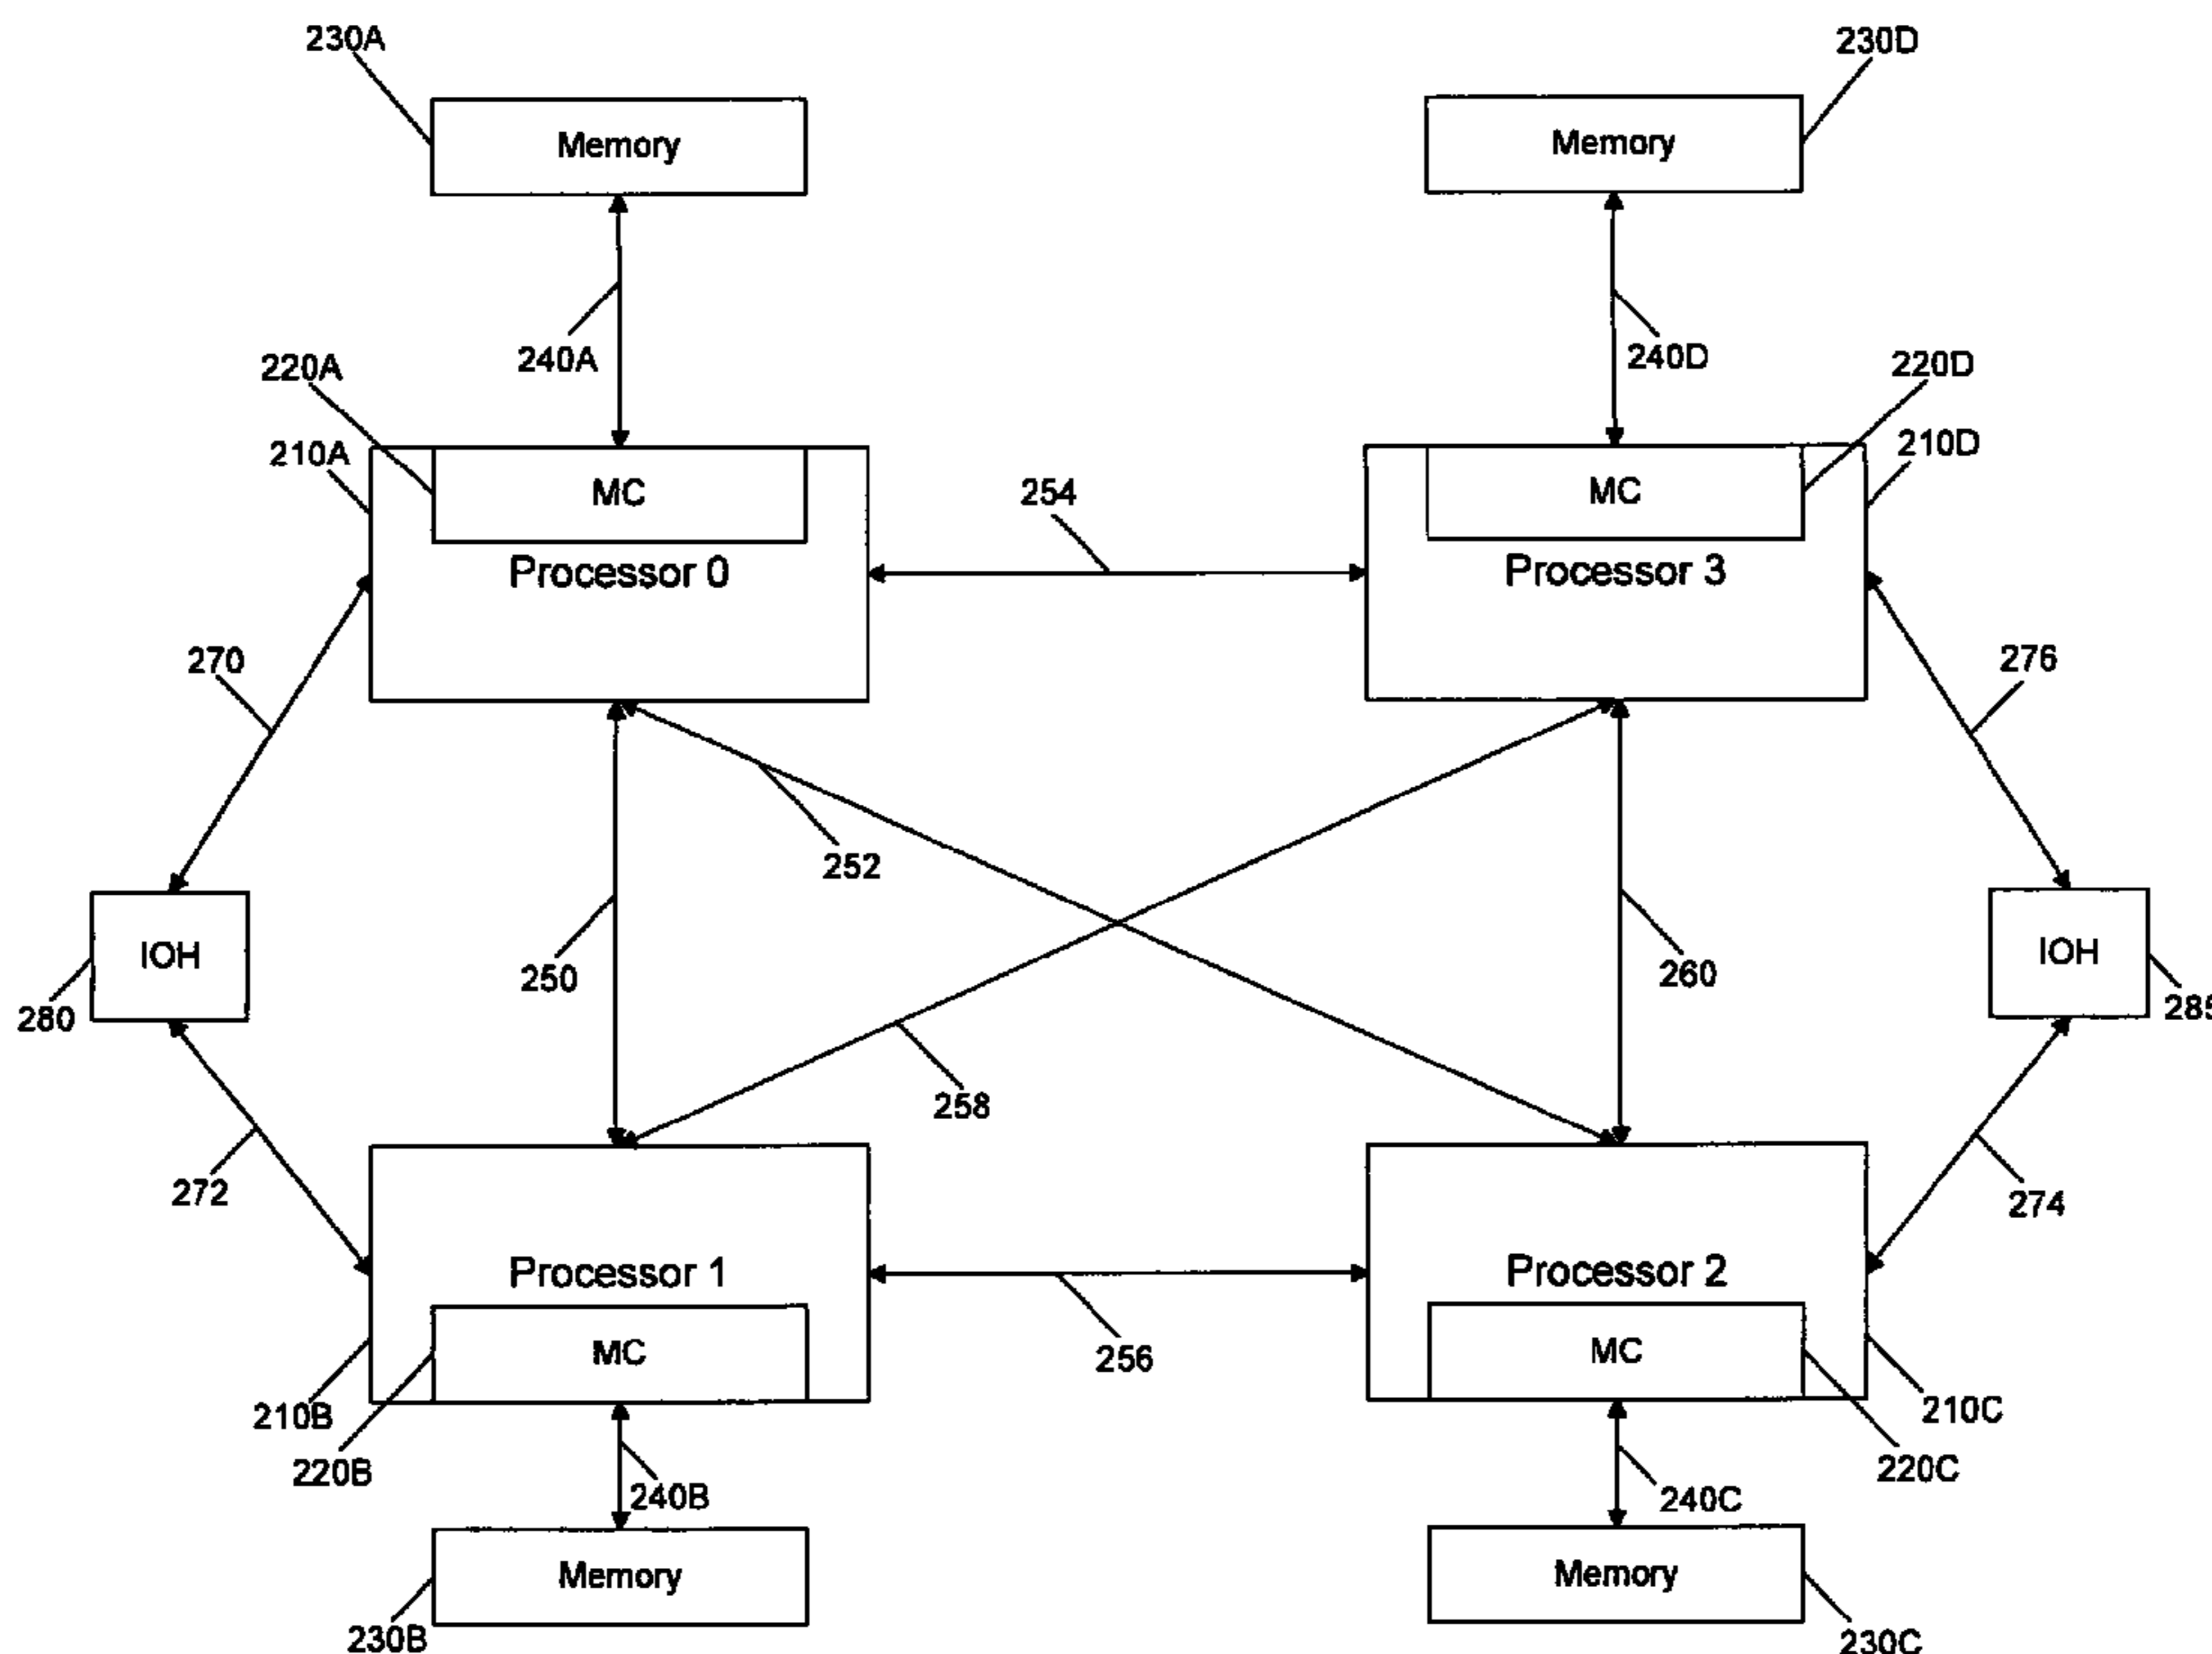 230A
230D
Memory
Memory
240A
240D
220A
220D
210A
210D
MC
MC
254
Processor 0
Processor 3
270
276
252
IOH
250
260
IOH
280
285
258
272
274
Processor 1
Processor 2
MC
256
MC
210B
210C
220B
220C
240B
240C
Memory
Memory
230B
230C